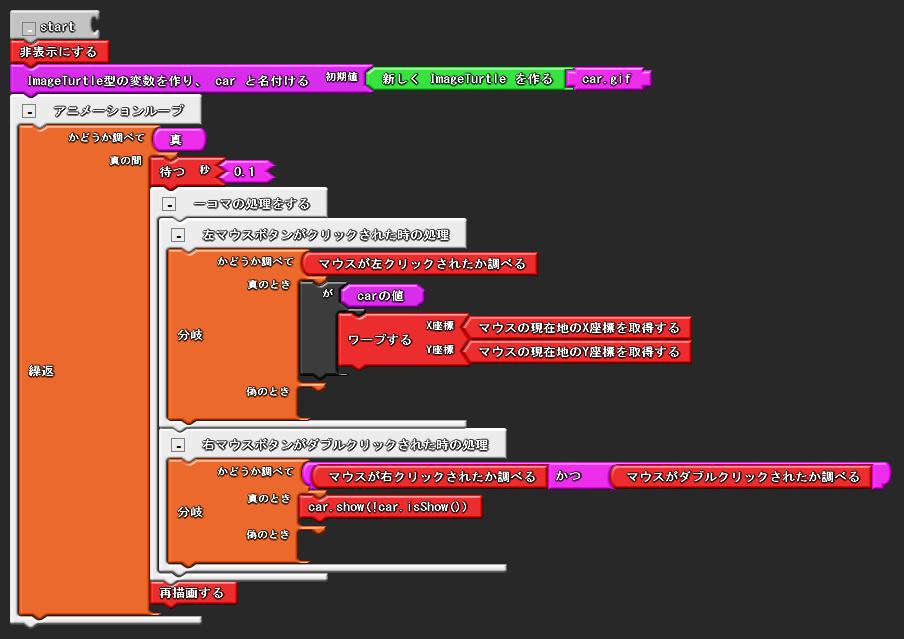 start
非表示にする
ImageTurtle型の変数を作り、 car と名付ける 初期値 新しく ImageTurtle を作る car.gif
アニメーションループ
かどうか調べて 真
真の間
待つ 秒 0.1
一コマの処理をする
左マウスボタンがクリックされた時の処理
かどうか調べて マウスが左クリックされたか調べる
真のとき
が carの値
X座標 マウスの現在地のX座標を取得する
分岐
ワープする
Y座標 マウスの現在地のY座標を取得する
繰返
偽のとき
右マウスボタンがダブルクリックされた時の処理
かどうか調べて マウスが右クリックされたか調べる かつ マウスがダブルクリックされたか調べる
真のとき
car.show(!car.isShow())
分岐
偽のとき
再描画する